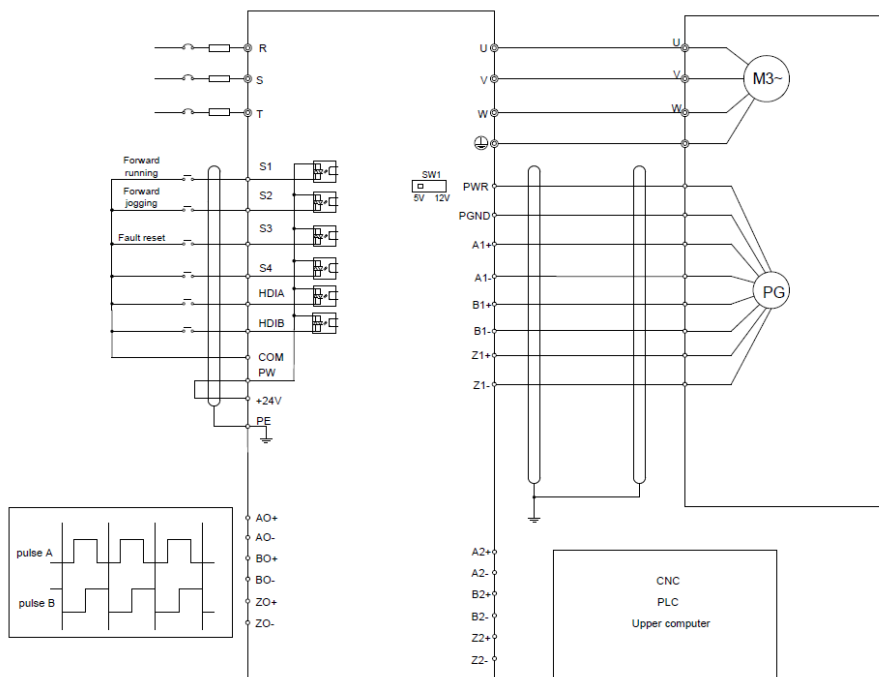 R
S
T
U
V
W
U
V
W
M3~
Forward
running
Forward
jogging
Fault reset
S1
S2
S3
S4
HDIA
HDIB
COM
PW
+24V
PE
SW1
5V 12V
PWR
PGND
A1+
A1-
B1+
B1-
Z1+
Z1-
PG
pulse A
pulse B
AO+
AO-
BO+
BO-
ZO+
ZO-
A2+
A2-
B2+
B2-
Z2+
Z2-
CNC
PLC
Upper computer